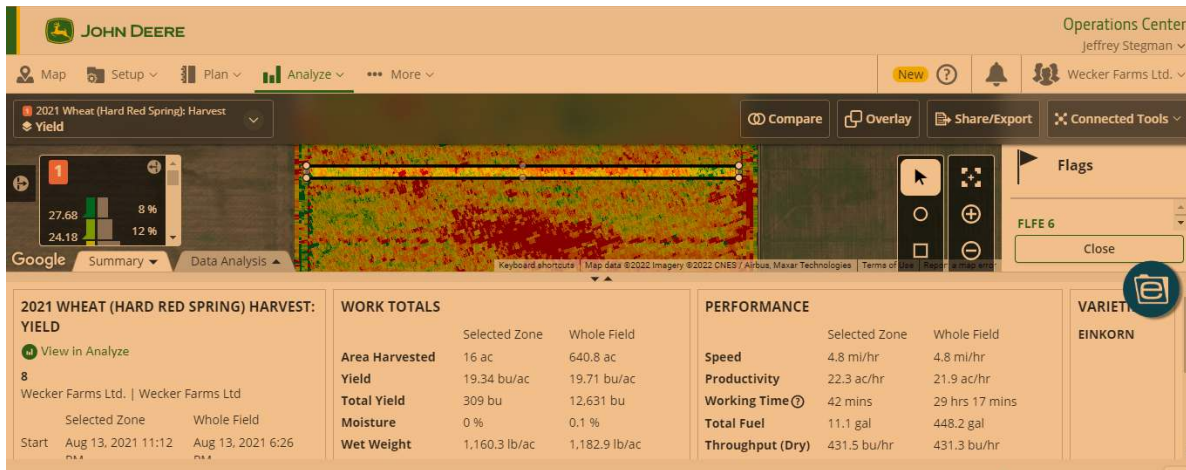 JOHN DEERE
Operations Center
Jeffrey Stegman
Map Setup Plan Analyze ••• More
New ? Wecker Farms Ltd.
1 2021 Wheat (Hard Red Spring): Harvest
Yield
Compare Overlay Share/Export Connected Tools
1
27.68 8 %
24.18 12 %
Flags
FLFE 6
Close
Google Summary Data Analysis
Keyboard shortcuts Map data ©2022 Imagery ©2022 CNES / Airbus, Maxar Technologies Terms of Use Report a map error
2021 WHEAT (HARD RED SPRING) HARVEST:
YIELD
View in Analyze
8
Wecker Farms Ltd. | Wecker Farms Ltd
Selected Zone Whole Field
Start Aug 13, 2021 11:12 Aug 13, 2021 6:26
PM PM
WORK TOTALS
Selected Zone Whole Field
Area Harvested 16 ac 640.8 ac
Yield 19.34 bu/ac 19.71 bu/ac
Total Yield 309 bu 12,631 bu
Moisture 0 % 0.1 %
Wet Weight 1,160.3 lb/ac 1,182.9 lb/ac
PERFORMANCE
Selected Zone Whole Field
Speed 4.8 mi/hr 4.8 mi/hr
Productivity 22.3 ac/hr 21.9 ac/hr
Working Time ? 42 mins 29 hrs 17 mins
Total Fuel 11.1 gal 448.2 gal
Throughput (Dry) 431.5 bu/hr 431.3 bu/hr
EINKORN